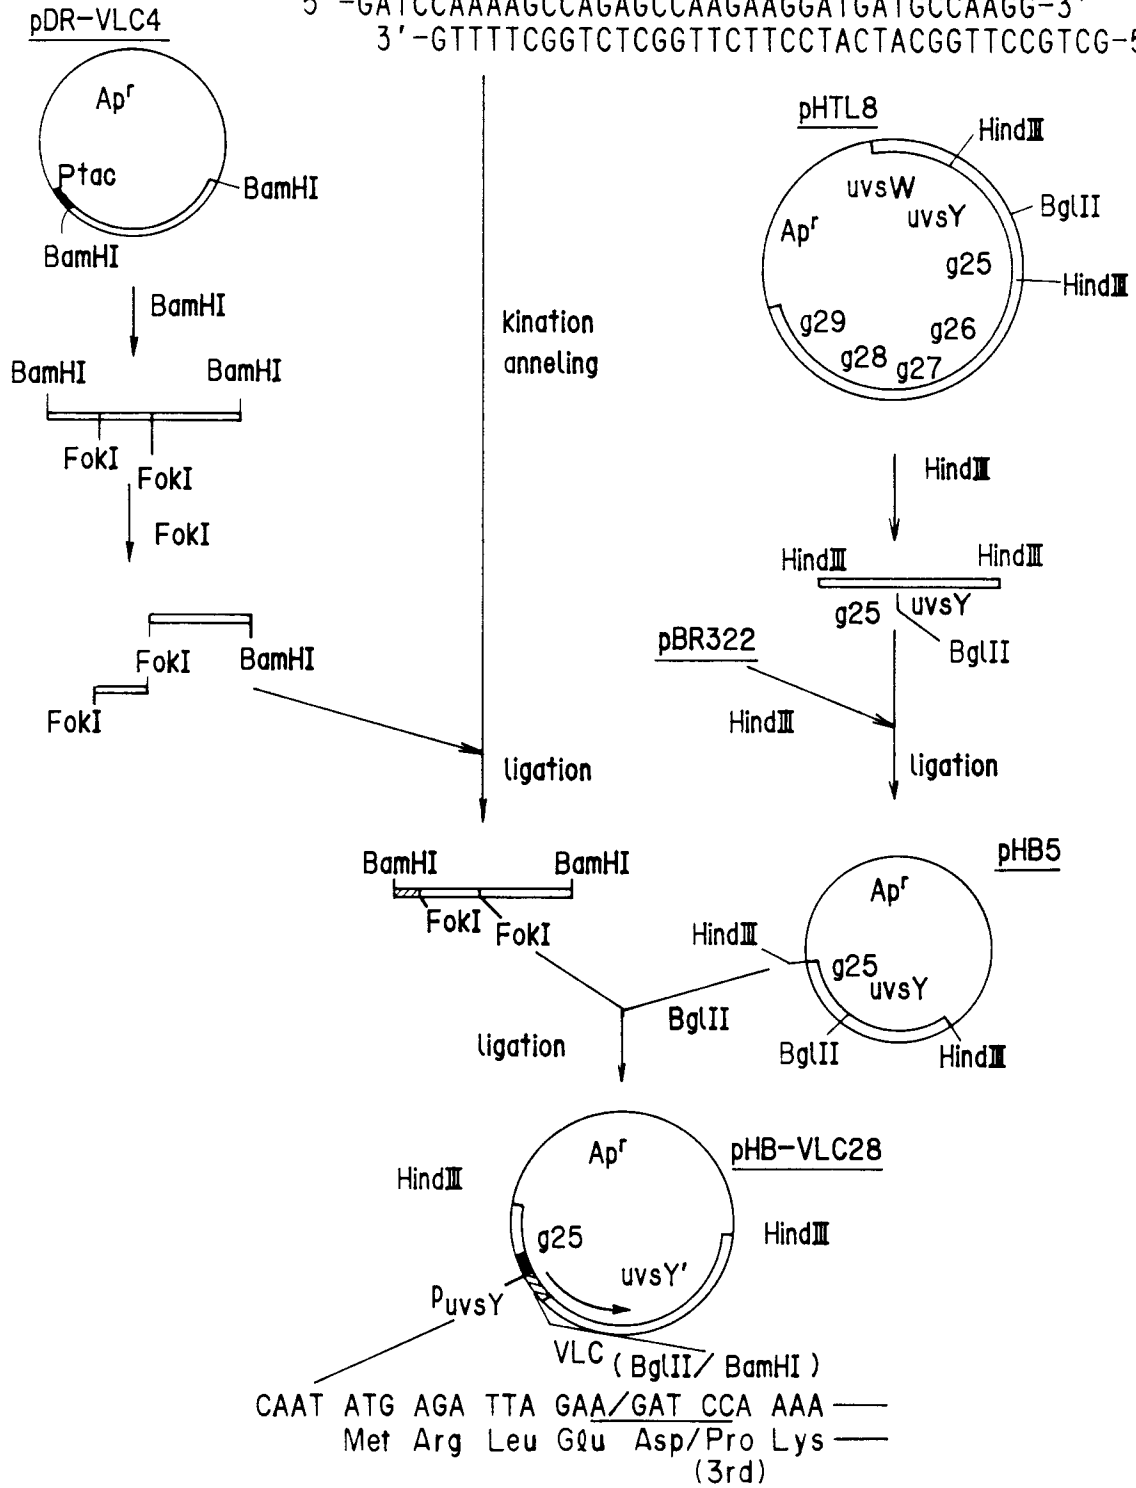 5'-GATCCAAAAGCCAGAGCCAAGAAGGATGATGCCAAGG-3'
3'-GTTTTCGGTCTCGGTTCTTCCTACTACGGTTCCGTCG-5
pDR-VLC4
Apr
Ptac
BamHI
BamHI
BamHI
BamHI
BamHI
FokI
FokI
FokI
FokI
BamHI
FokI
kination
anneling
ligation
pHTL8
HindIII
uvsW
uvsY
BglII
Apr
g25
HindIII
g29
g26
g28
g27
HindIII
HindIII
HindIII
g25
uvsY
BglII
pBR322
HindIII
ligation
BamHI
BamHI
FokI
FokI
pHB5
Apr
HindIII
g25
uvsY
BglII
BglII
HindIII
ligation
Apr
pHB-VLC28
HindIII
g25
HindIII
uvsY'
PuvsY
VLC (BglII/BamHI)
CAAT ATG AGA TTA GAA/GAT CCA AAA
Met Arg Leu Glu Asp/Pro Lys
(3rd)